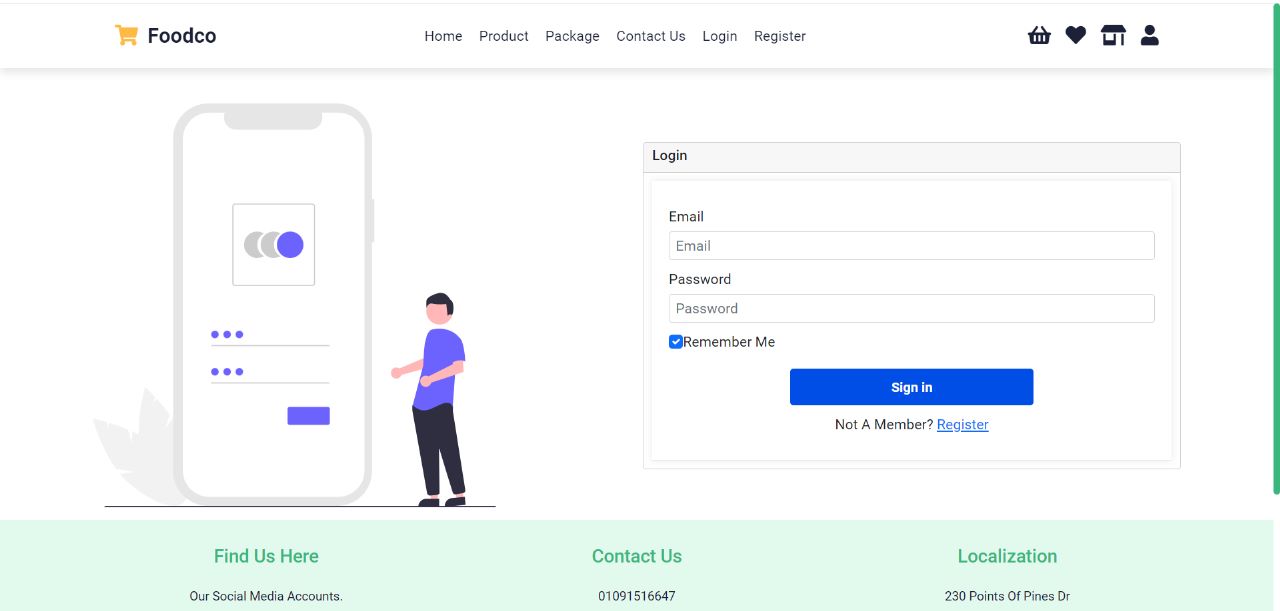 Foodco
Home Product Package Contact Us Login Register
Login
Email
Email
Password
Password
Remember Me
Sign in
Not A Member? Register
Find Us Here Contact Us Localization
Our Social Media Accounts. 01091516647 230 Points Of Pines Dr